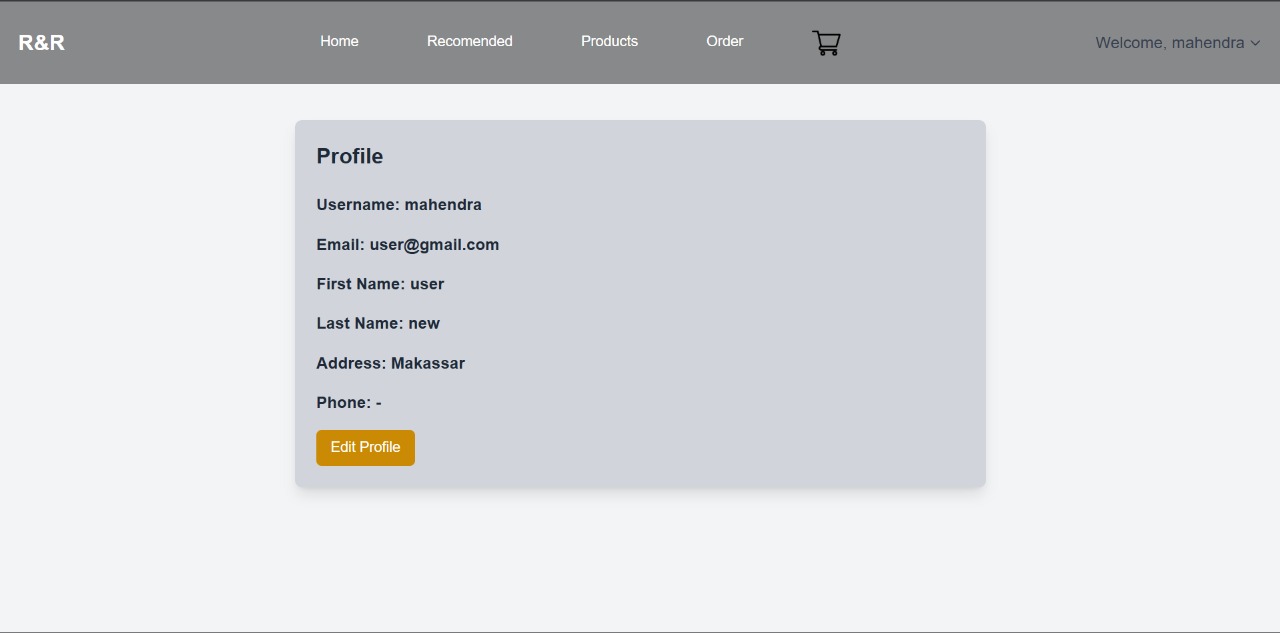 R&R
Home
Recomended
Products
Order
Welcome, mahendra
Profile
Username: mahendra
Email: user@gmail.com
First Name: user
Last Name: new
Address: Makassar
Phone: -
Edit Profile